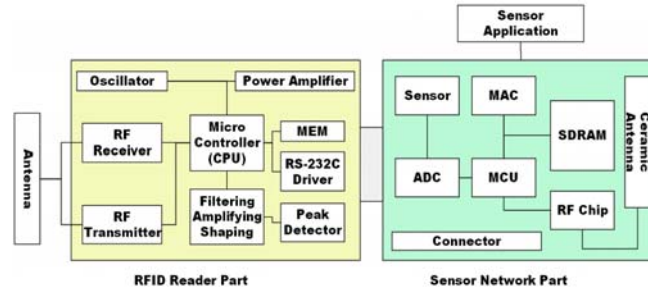 Sensor
Application
Oscillator
Power Amplifier
Antenna
RF
Receiver
Micro
Controller
(CPU)
MEM
RS-232C
Driver
RF
Transmitter
Filtering
Amplifying
Shaping
Peak
Detector
RFID Reader Part
Sensor
MAC
SDRAM
Ceramic
Antenna
ADC
MCU
RF Chip
Connector
Sensor Network Part